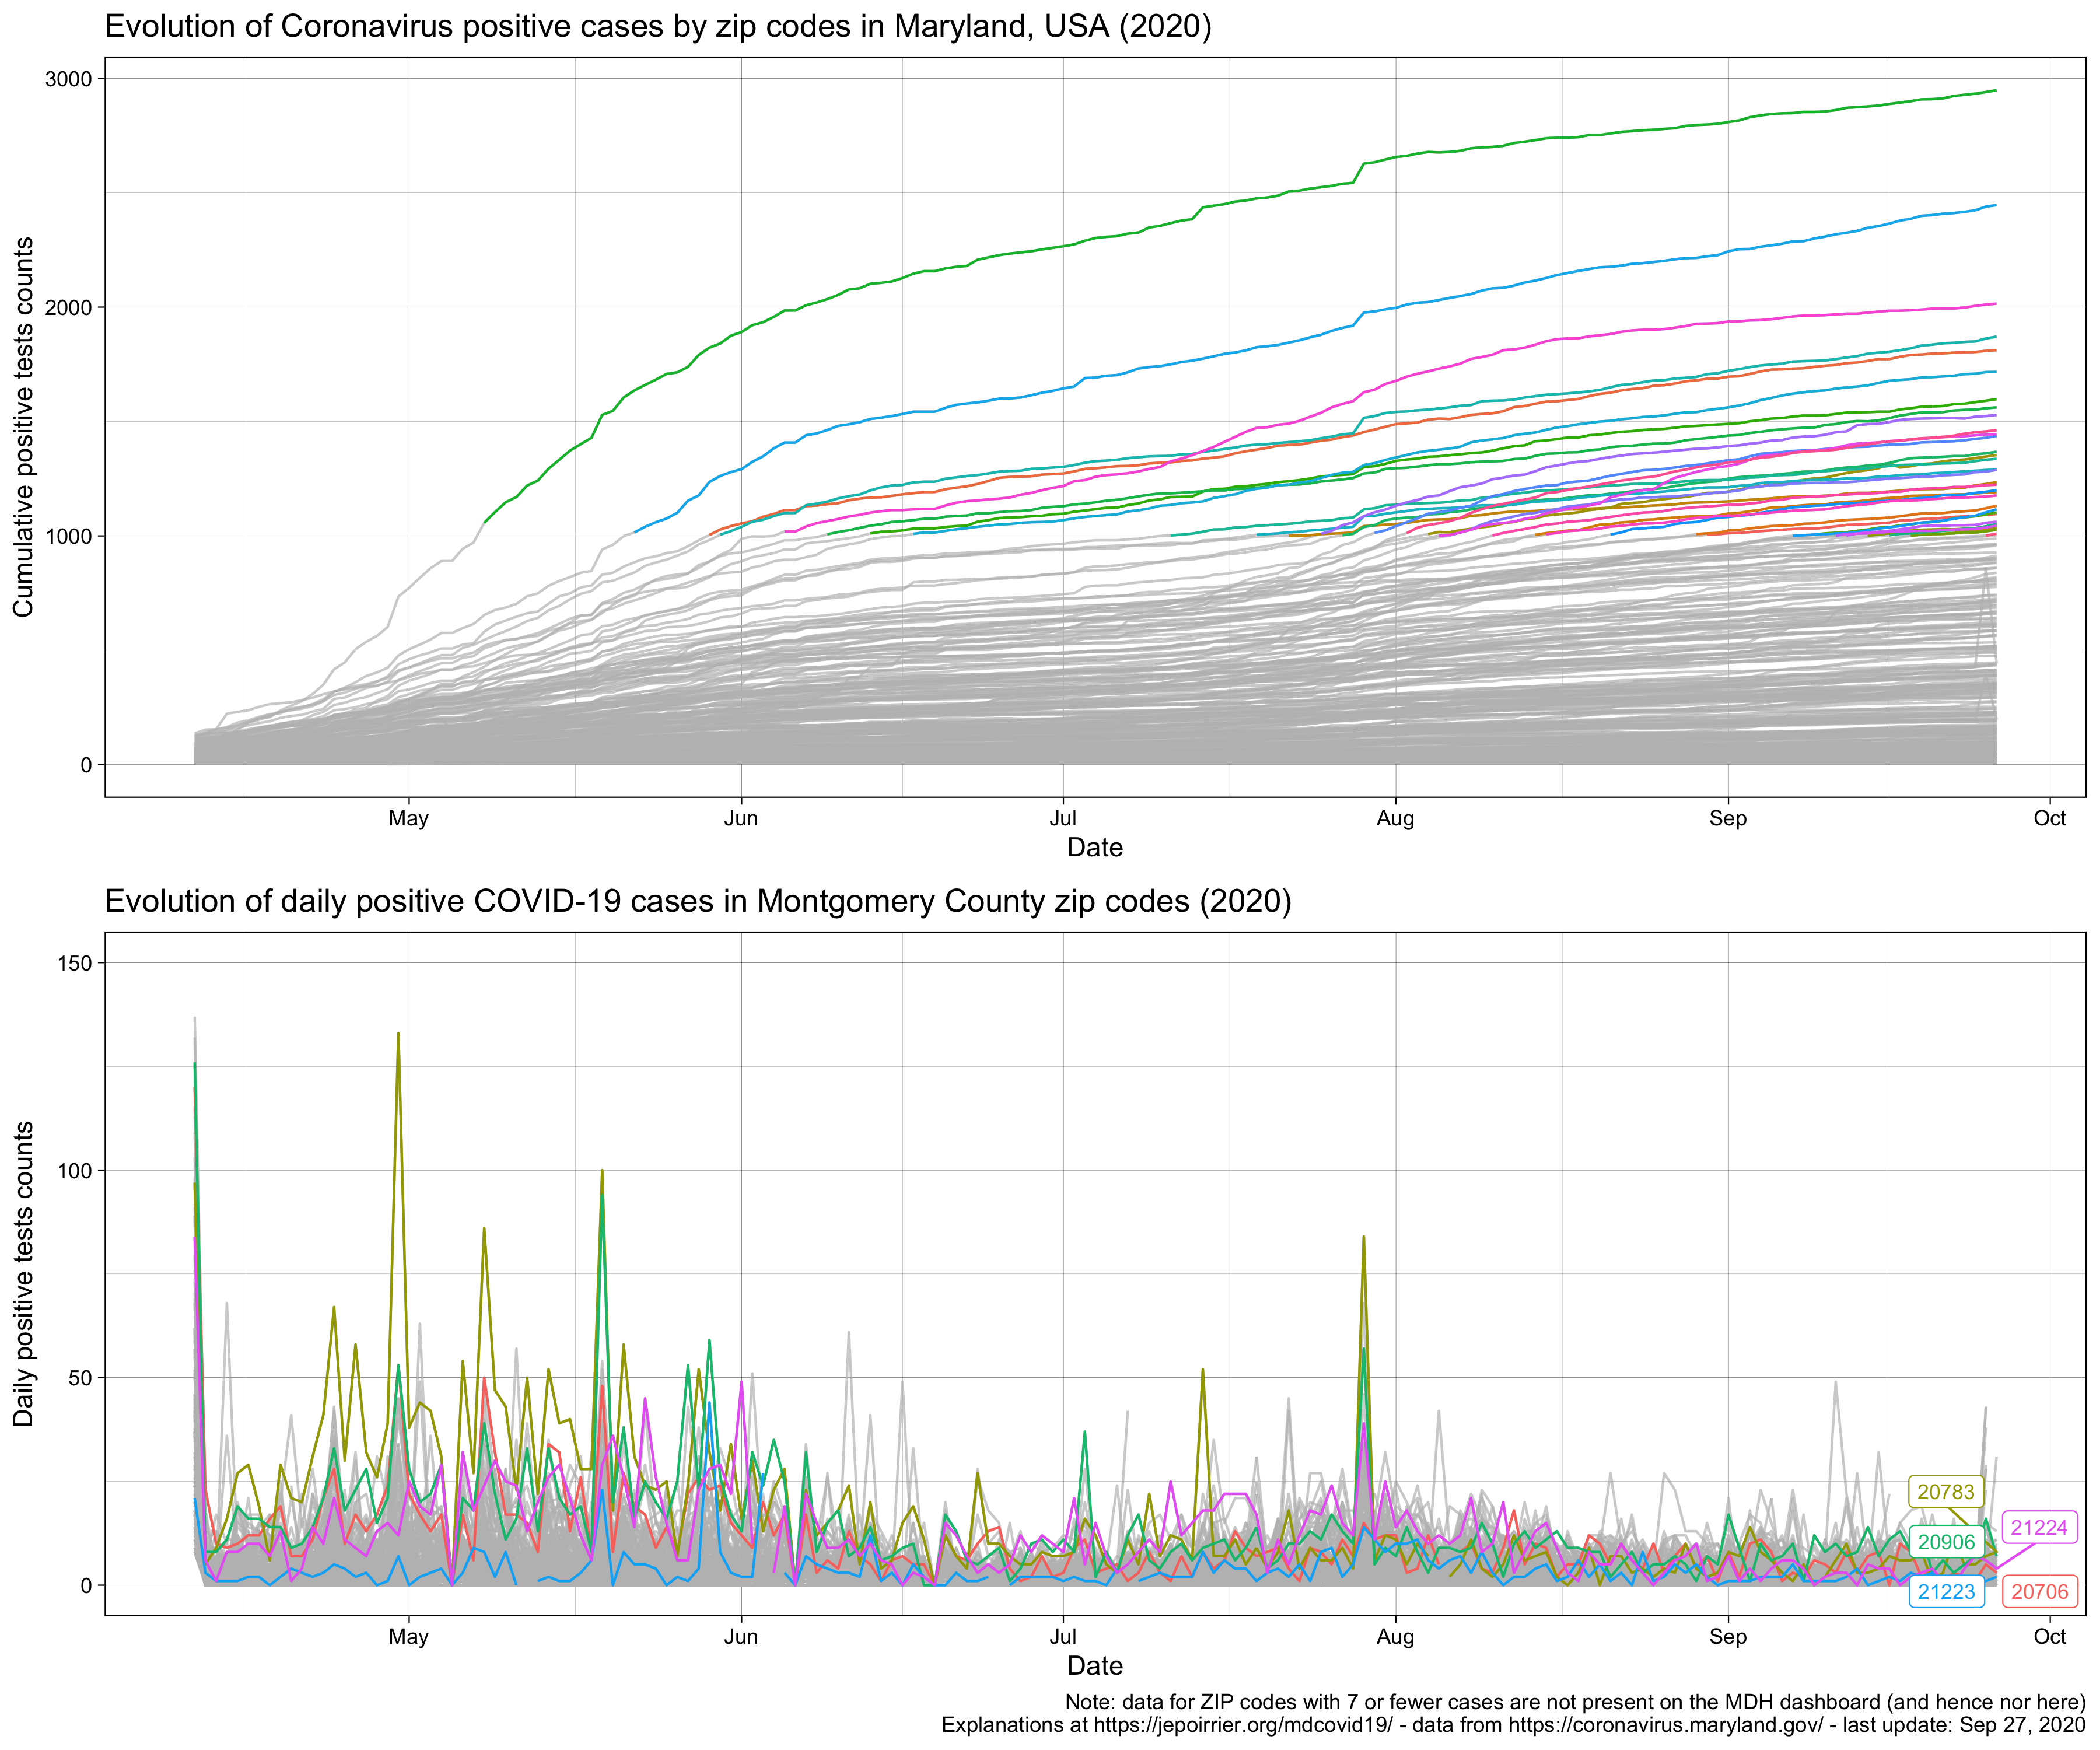 Evolution of Coronavirus positive cases by zip codes in Maryland, USA (2020)
3000
2000
1000
0
Cumulative positive tests counts
May Jun Jul Aug Sep Oct
Date
Evolution of daily positive COVID-19 cases in Montgomery County zip codes (2020)
150
100
50
0
Daily positive tests counts
20783
21224
20906
21223 20706
May Jun Jul Aug Sep Oct
Date
Note: data for ZIP codes with 7 or fewer cases are not present on the MDH dashboard (and hence nor here)
Explanations at https://jepoirrier.org/mdcovid19/ - data from https://coronavirus.maryland.gov/ - last update: Sep 27, 2020